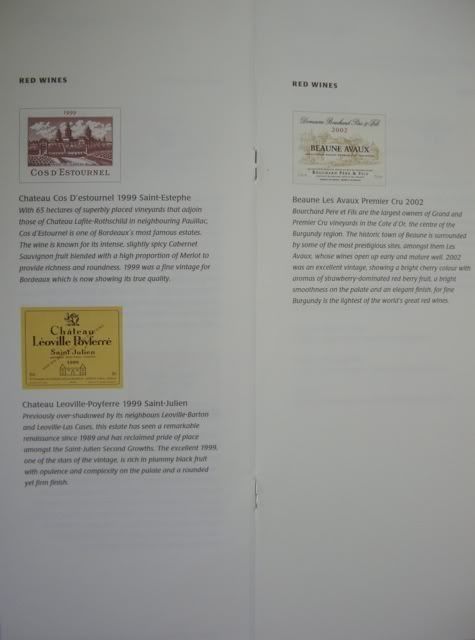 RED WINES
1999
COS D'ESTOURNEL
Chateau Cos D'estournel 1999 Saint-Estephe
With 65 hectares of superbly placed vineyards that adjoin
those of Chateau Lafite-Rothschild in neighbouring Pauillac,
Cos d'Estournel is one of Bordeaux's most famous estates.
The wine is known for its intense, slightly spicy Cabernet
Sauvignon fruit blended with a high proportion of Merlot to
provide richness and roundness. 1999 was a fine vintage for
Bordeaux which is now showing its true quality.
Château
Léoville Poyferré
Saint-Julien
1999
Chateau Leoville-Poyferre 1999 Saint-Julien
Previously over-shadowed by its neighbours Leoville-Barton
and Leoville-Las Cases, this estate has seen a remarkable
renaissance since 1989 and has reclaimed pride of place
amongst the Saint-Julien Second Growths. The excellent 1999,
one of the stars of the vintage, is rich in plummy black fruit
with opulence and complexity on the palate and a rounded
yet firm finish.
RED WINES
Domaine Bouchard Père & Fils
2002
BEAUNE AVAUX
BOUCHARD PÈRE & FILS
Beaune Les Avaux Premier Cru 2002
Bourchard Pere et Fils are the largest owners of Grand and
Premier Cru vineyards in the Cote d'Or, the centre of the
Burgundy region. The historic town of Beaune is surrounded
by some of the most prestigious sites, amongst them Les
Avaux, whose wines open up early and mature well. 2002
was an excellent vintage, showing a bright cherry colour with
aromas of strawberry-dominated red berry fruit, a bright
smoothness on the palate and an elegant finish, for fine
Burgundy is the lightest of the world's great red wines.